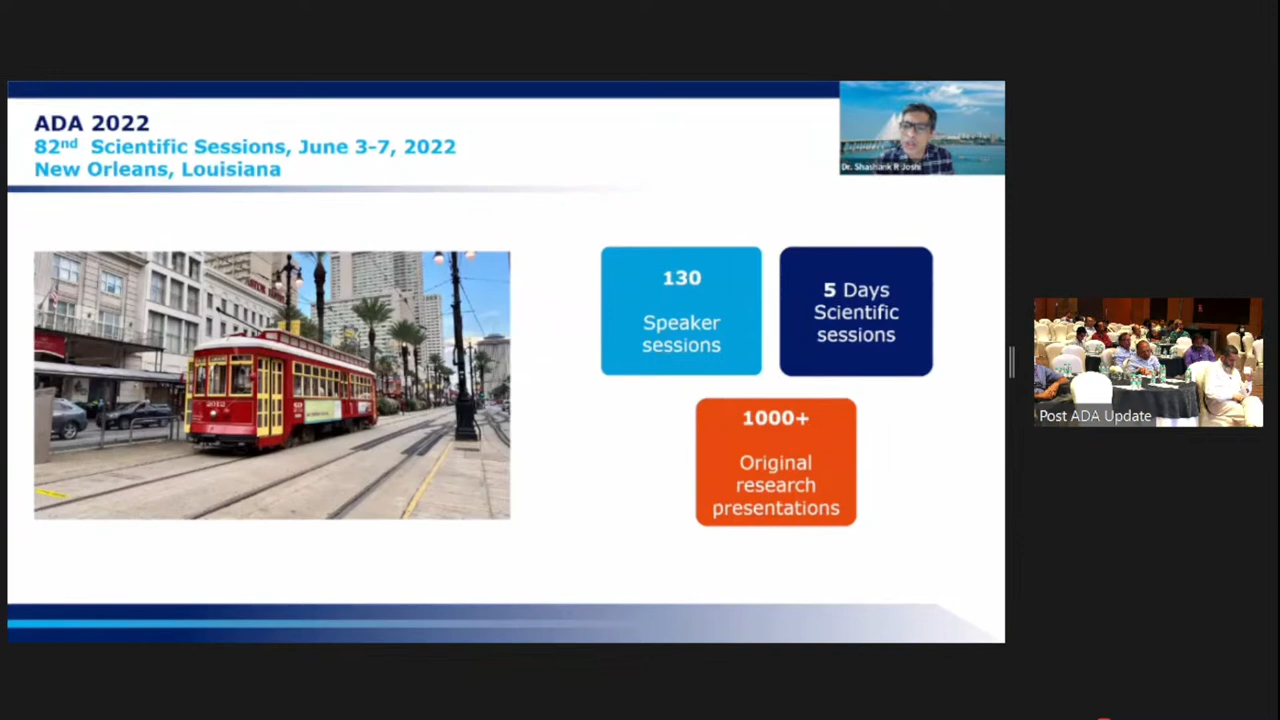 ADA 2022
82nd Scientific Sessions, June 3-7, 2022
New Orleans, Louisiana
Dr. Shashank R Joshi
130
Speaker
sessions
5 Days
Scientific
sessions
1000+
Original
research
presentations
Post ADA Update